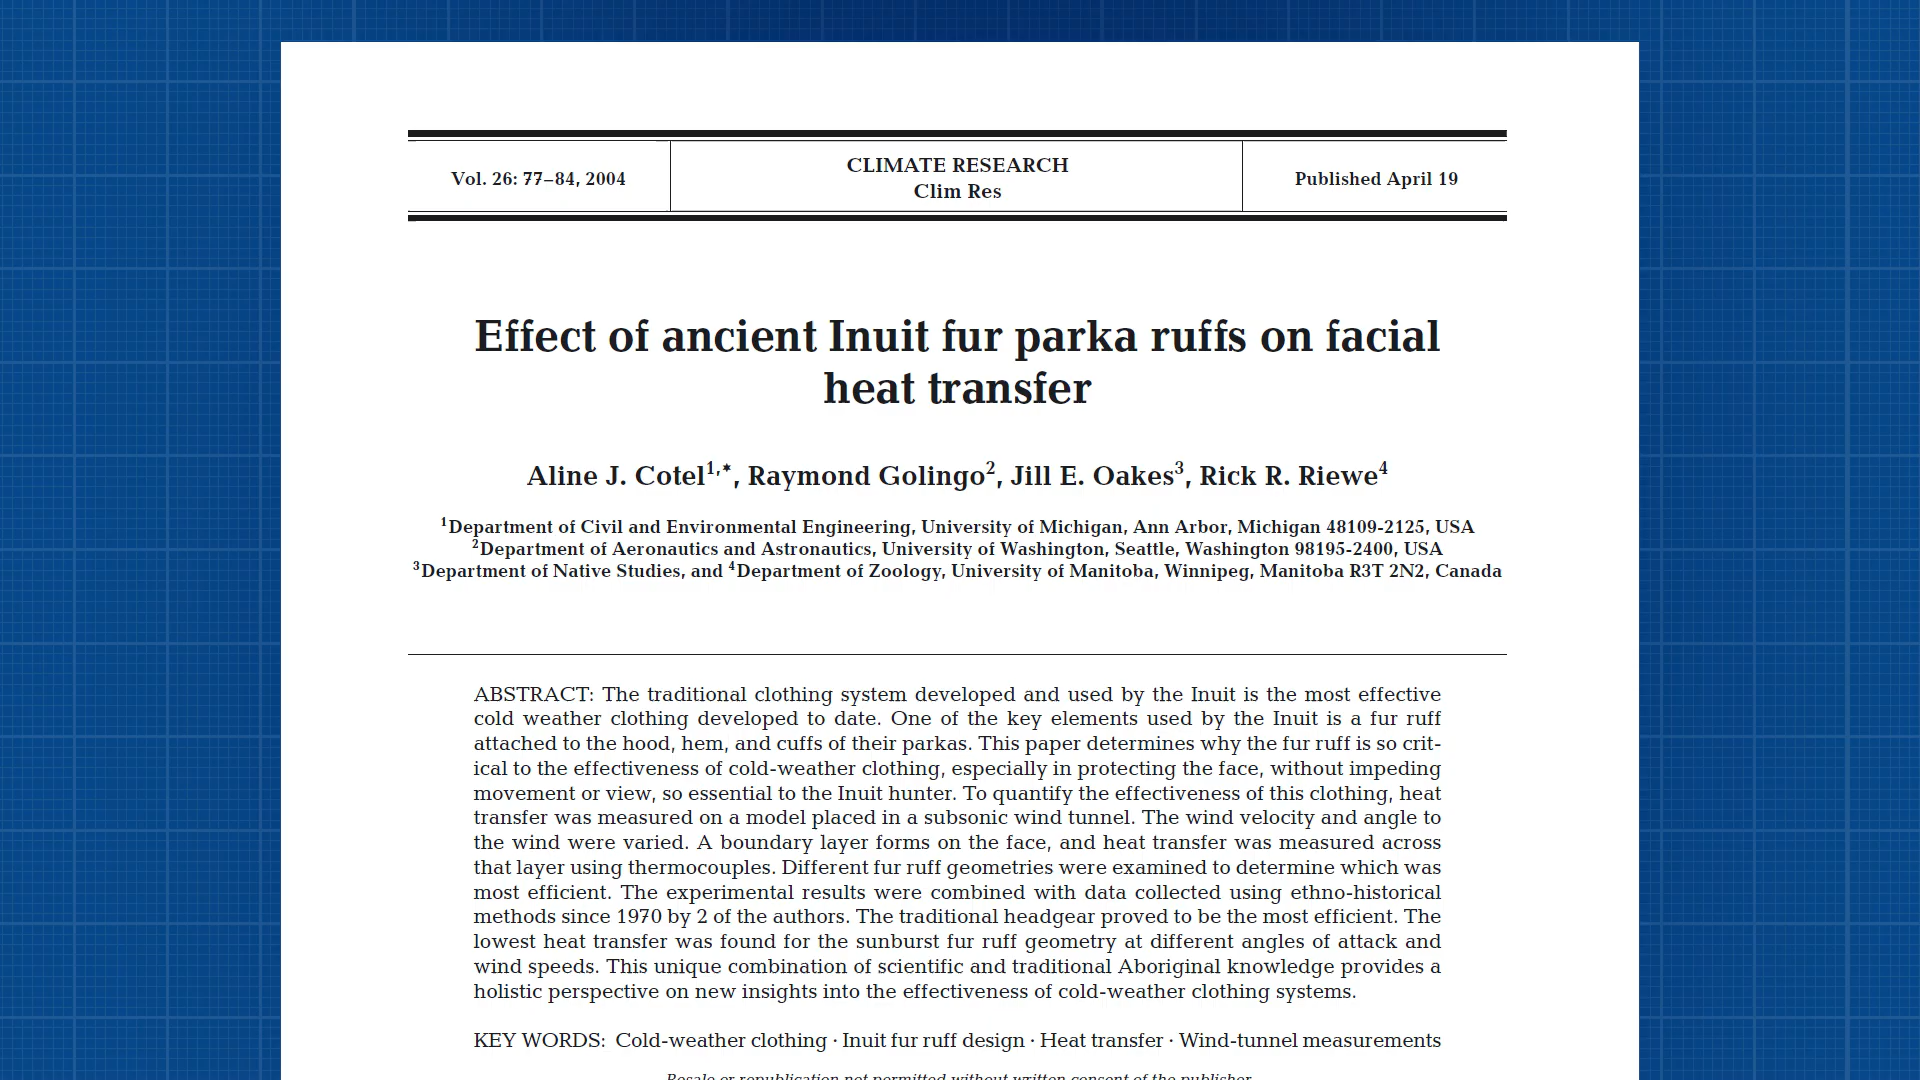 Vol. 26: 77–84, 2004
CLIMATE RESEARCH
Clim Res
Published April 19
Effect of ancient Inuit fur parka ruffs on facial
heat transfer
Aline J. Cotel1,*, Raymond Golingo2, Jill E. Oakes3, Rick R. Riewe4
1Department of Civil and Environmental Engineering, University of Michigan, Ann Arbor, Michigan 48109-2125, USA
2Department of Aeronautics and Astronautics, University of Washington, Seattle, Washington 98195-2400, USA
3Department of Native Studies, and 4Department of Zoology, University of Manitoba, Winnipeg, Manitoba R3T 2N2, Canada
ABSTRACT: The traditional clothing system developed and used by the Inuit is the most effective
cold weather clothing developed to date. One of the key elements used by the Inuit is a fur ruff
attached to the hood, hem, and cuffs of their parkas. This paper determines why the fur ruff is so crit-
ical to the effectiveness of cold-weather clothing, especially in protecting the face, without impeding
movement or view, so essential to the Inuit hunter. To quantify the effectiveness of this clothing, heat
transfer was measured on a model placed in a subsonic wind tunnel. The wind velocity and angle to
the wind were varied. A boundary layer forms on the face, and heat transfer was measured across
that layer using thermocouples. Different fur ruff geometries were examined to determine which was
most efficient. The experimental results were combined with data collected using ethno-historical
methods since 1970 by 2 of the authors. The traditional headgear proved to be the most efficient. The
lowest heat transfer was found for the sunburst fur ruff geometry at different angles of attack and
wind speeds. This unique combination of scientific and traditional Aboriginal knowledge provides a
holistic perspective on new insights into the effectiveness of cold-weather clothing systems.
KEY WORDS: Cold-weather clothing · Inuit fur ruff design · Heat transfer · Wind-tunnel measurements
Resale or republication not permitted without written consent of the publisher